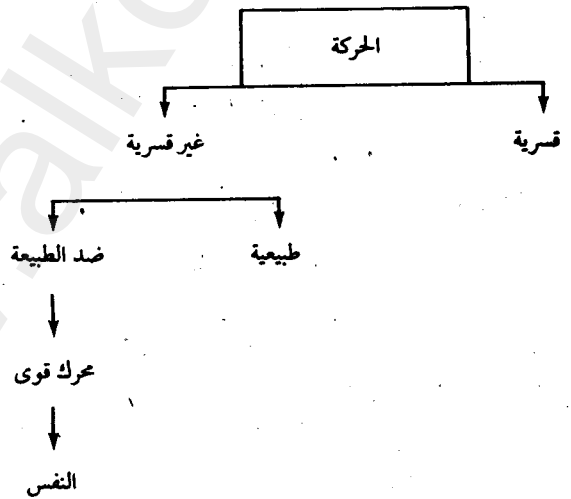 الحركة
قسرية
غير قسرية
طبيعية
ضد الطبيعة
محرك قوى
النفس